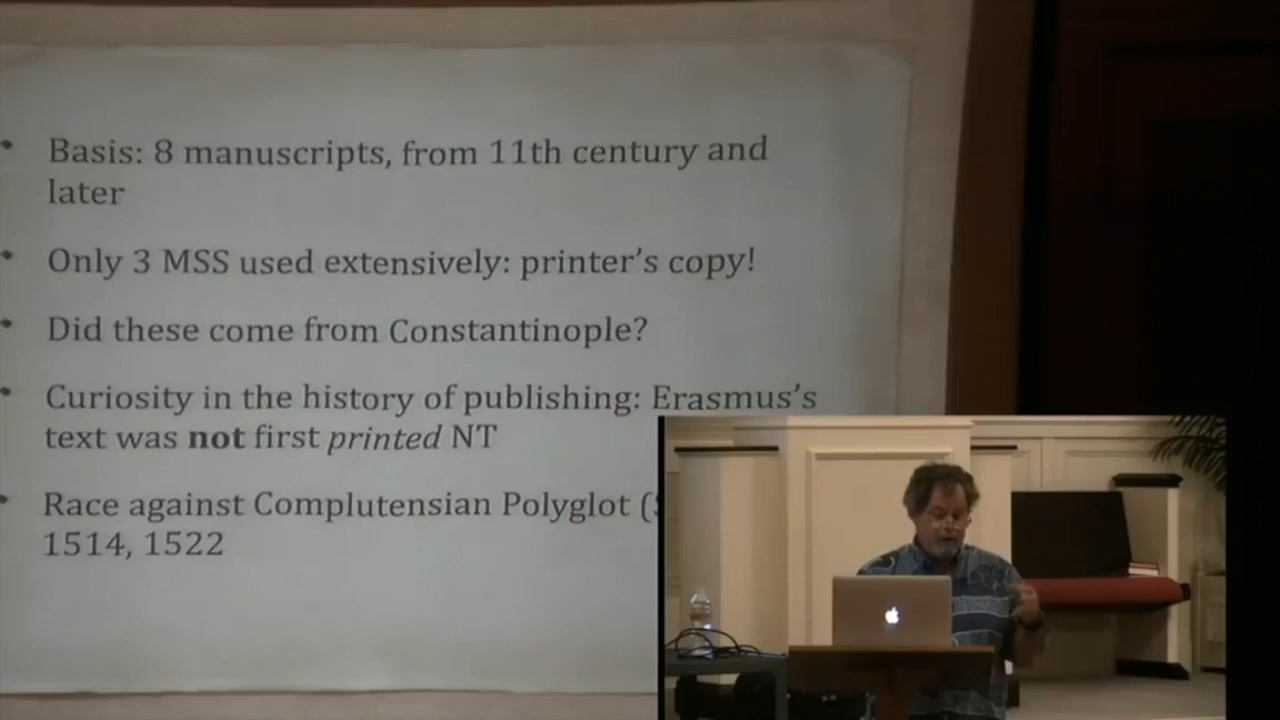 • Basis: 8 manuscripts, from 11th century and
later
• Only 3 MSS used extensively: printer’s copy!
• Did these come from Constantinople?
• Curiosity in the history of publishing: Erasmus’s
text was not first printed NT
• Race against Complutensian Polyglot (
1514, 1522